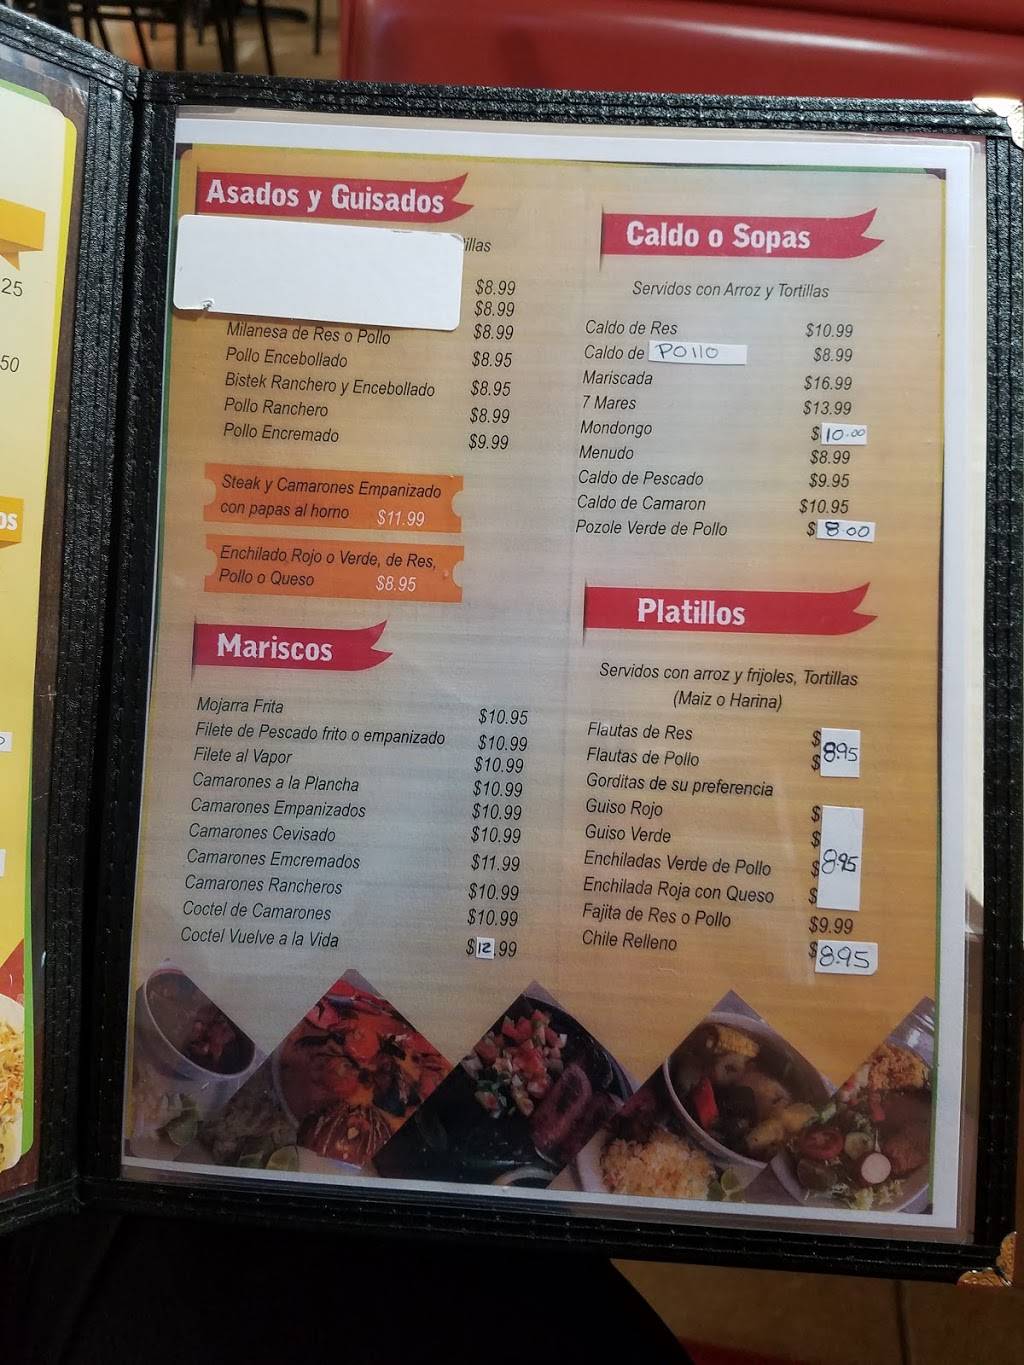 25
50
os
Asados y Guisados
illas
$8.99
$8.99
Milanesa de Res o Pollo $8.99
Pollo Encebollado $8.95
Bistek Ranchero y Encebollado $8.95
Pollo Ranchero $8.99
Pollo Encremado $9.99
Steak y Camarones Empanizado
con papas al horno $11.99
Enchilado Rojo o Verde, de Res,
Pollo o Queso $8.95
Mariscos
Mojarra Frita $10.95
Filete de Pescado frito o empanizado $10.99
Filete al Vapor $10.99
Camarones a la Plancha $10.99
Camarones Empanizados $10.99
Camarones Cevisado $10.99
Camarones Emcremados $11.99
Camarones Rancheros $10.99
Coctel de Camarones $10.99
Coctel Vuelve a la Vida $12.99
Caldo o Sopas
Servidos con Arroz y Tortillas
Caldo de Res $10.99
Caldo de Pollo $8.99
Mariscada $16.99
7 Mares $13.99
Mondongo $10.00
Menudo $8.99
Caldo de Pescado $9.95
Caldo de Camaron $10.95
Pozole Verde de Pollo $8.00
Platillos
Servidos con arroz y frijoles, Tortillas
(Maiz o Harina)
Flautas de Res $
8.95
Flautas de Pollo $
Gorditas de su preferencia
Guiso Rojo $
Guiso Verde $
8.95
Enchiladas Verde de Pollo $
Enchilada Roja con Queso $
Fajita de Res o Pollo $9.99
Chile Relleno $8.95